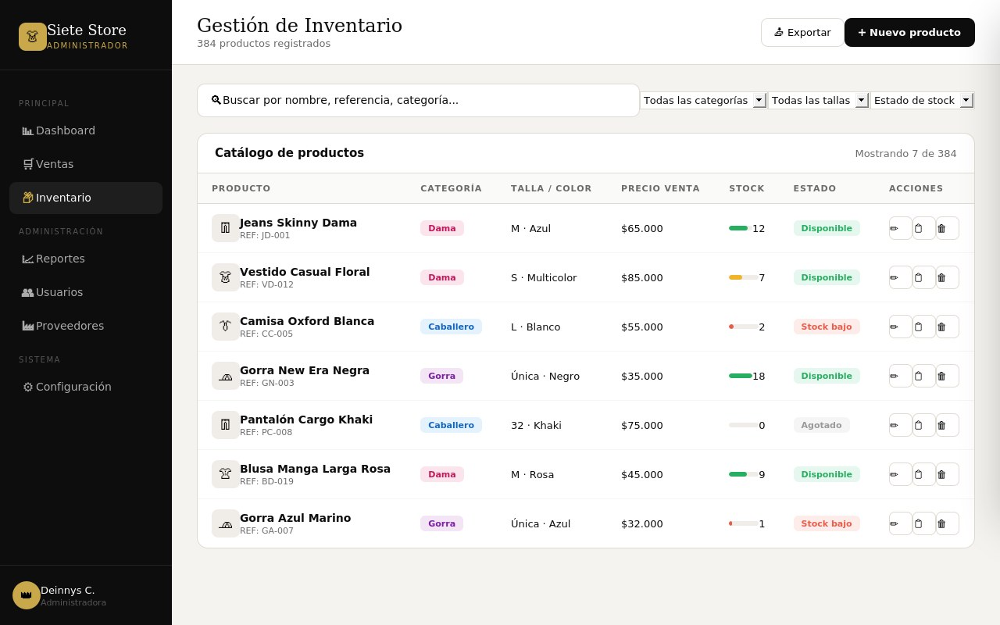 Siete Store
ADMINISTRADOR
PRINCIPAL
Dashboard
Ventas
Inventario
ADMINISTRACIÓN
Reportes
Usuarios
Proveedores
SISTEMA
Configuración
Deinnys C.
Administradora
Gestión de Inventario
384 productos registrados
Exportar
+ Nuevo producto
Buscar por nombre, referencia, categoría...
Todas las categorías
Todas las tallas
Estado de stock
Catálogo de productos
Mostrando 7 de 384
PRODUCTO CATEGORÍA TALLA / COLOR PRECIO VENTA STOCK ESTADO ACCIONES
Jeans Skinny Dama
REF: JD-001
Dama M · Azul $65.000 12 Disponible
Vestido Casual Floral
REF: VD-012
Dama S · Multicolor $85.000 7 Disponible
Camisa Oxford Blanca
REF: CC-005
Caballero L · Blanco $55.000 2 Stock bajo
Gorra New Era Negra
REF: GN-003
Gorra Única · Negro $35.000 18 Disponible
Pantalón Cargo Khaki
REF: PC-008
Caballero 32 · Khaki $75.000 0 Agotado
Blusa Manga Larga Rosa
REF: BD-019
Dama M · Rosa $45.000 9 Disponible
Gorra Azul Marino
REF: GA-007
Gorra Única · Azul $32.000 1 Stock bajo